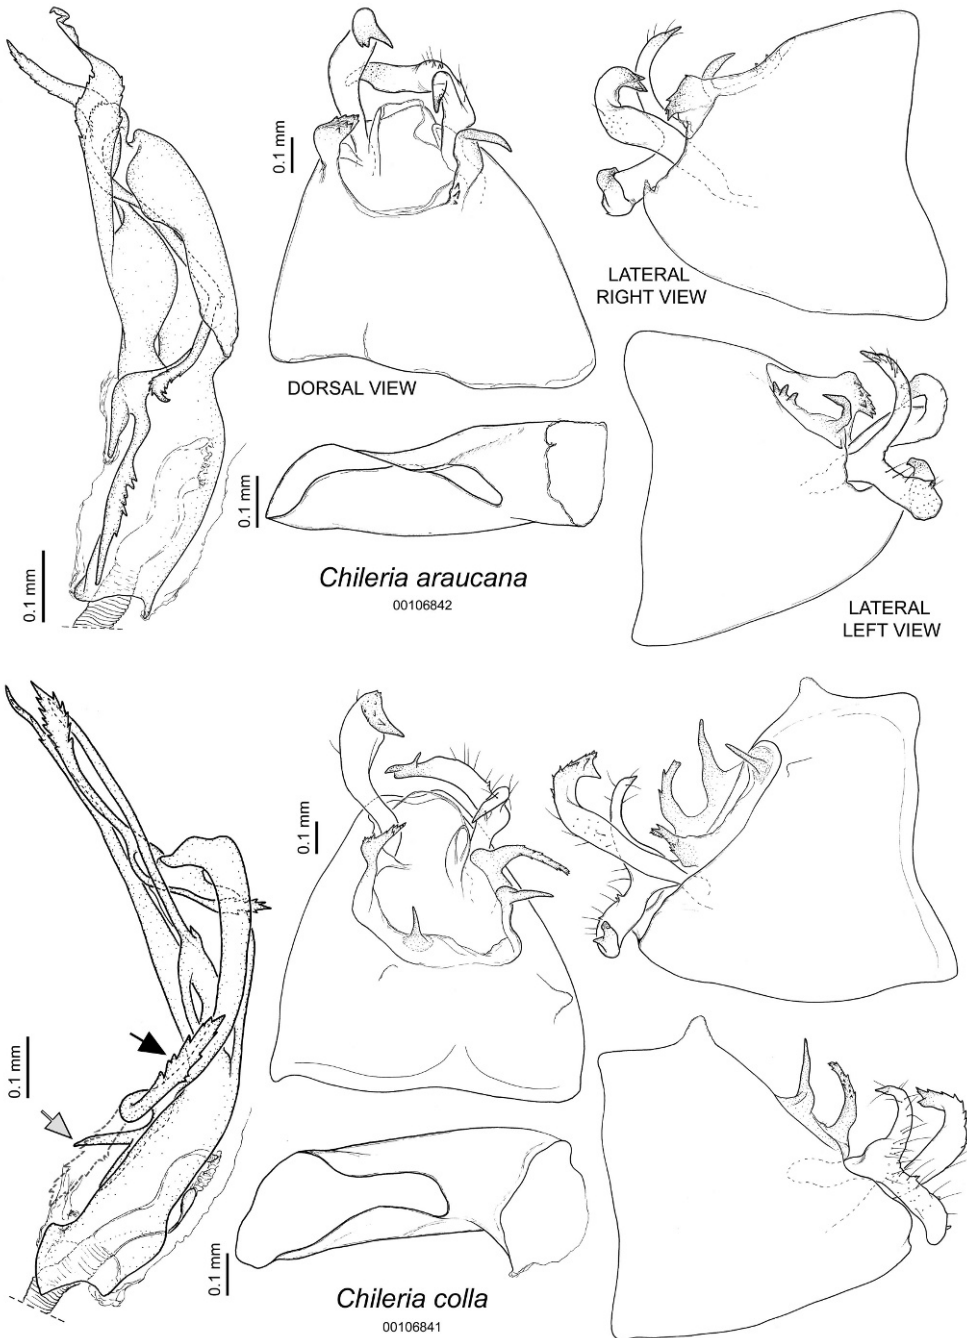 0.1 mm
LATERAL
RIGHT VIEW
DORSAL VIEW
0.1 mm
0.1 mm
Chileria araucana
00106842
LATERAL
LEFT VIEW
0.1 mm
0.1 mm
0.1 mm
Chileria colla
00106841